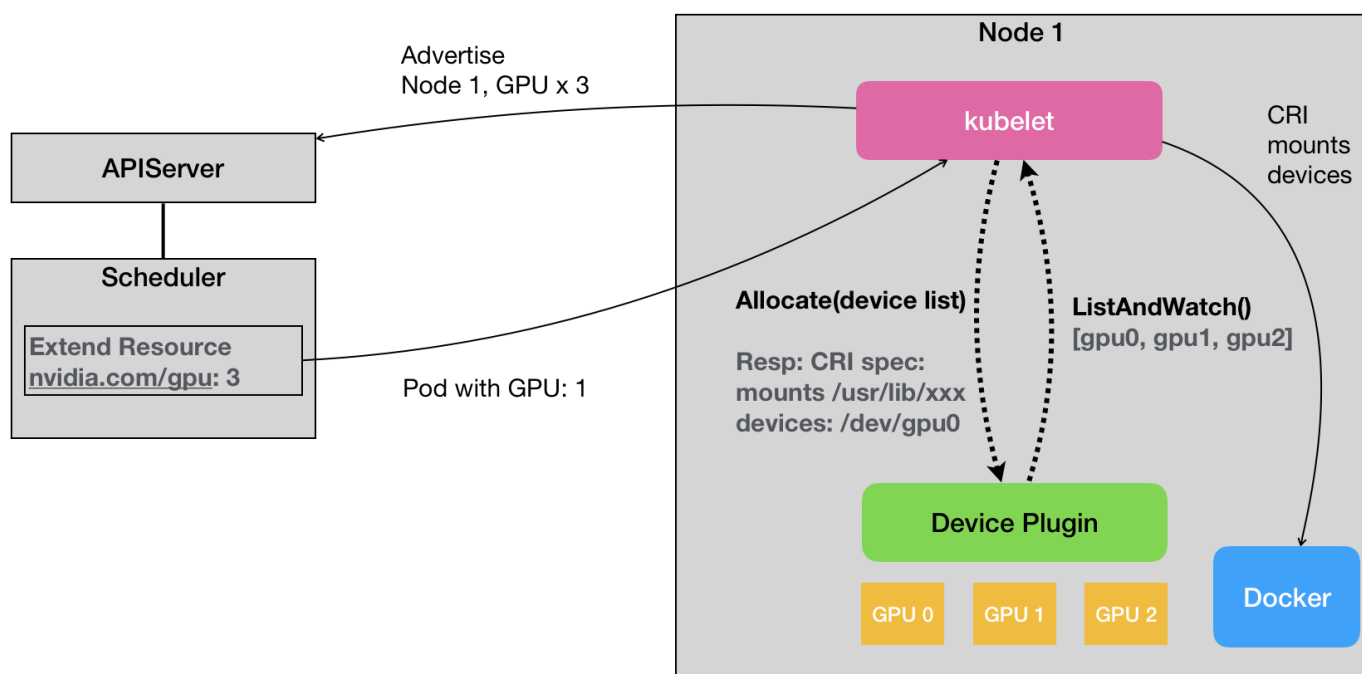 Node 1
Advertise
Node 1, GPU x 3
kubelet
CRI
mounts
devices
APIServer
Scheduler
Extend Resource
nvidia.com/gpu: 3
Pod with GPU: 1
Allocate(device list)
Resp: CRI spec:
mounts /usr/lib/xxx
devices: /dev/gpu0
ListAndWatch()
[gpu0, gpu1, gpu2]
Device Plugin
GPU 0
GPU 1
GPU 2
Docker